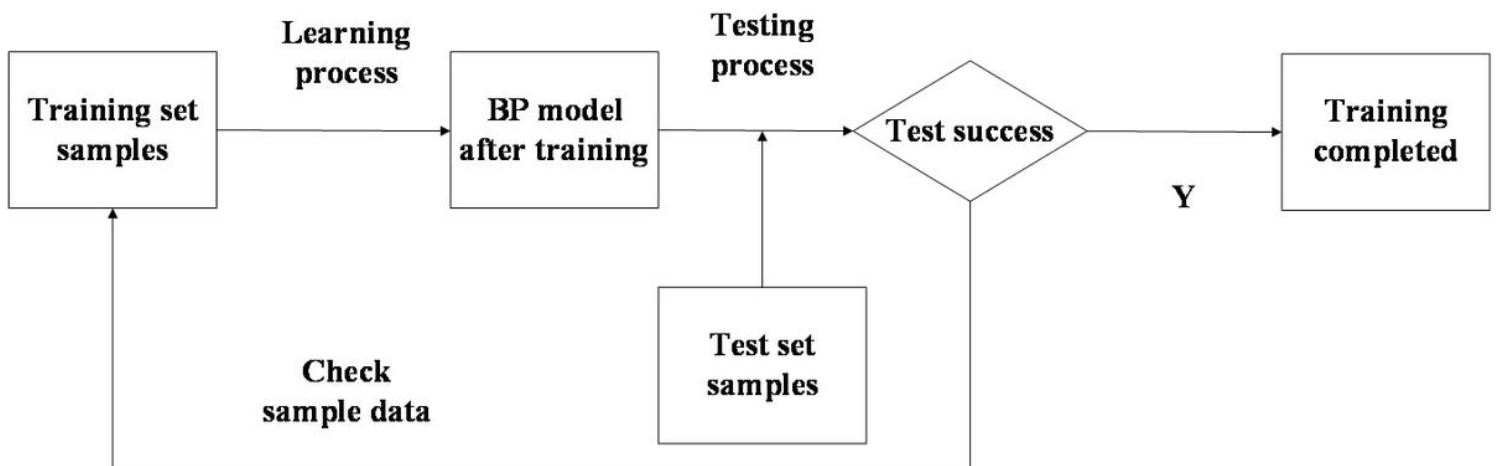 Learning
process
Testing
process
Training set
samples
BP model
after training
Test success
Training
completed
Y
Test set
samples
Check
sample data